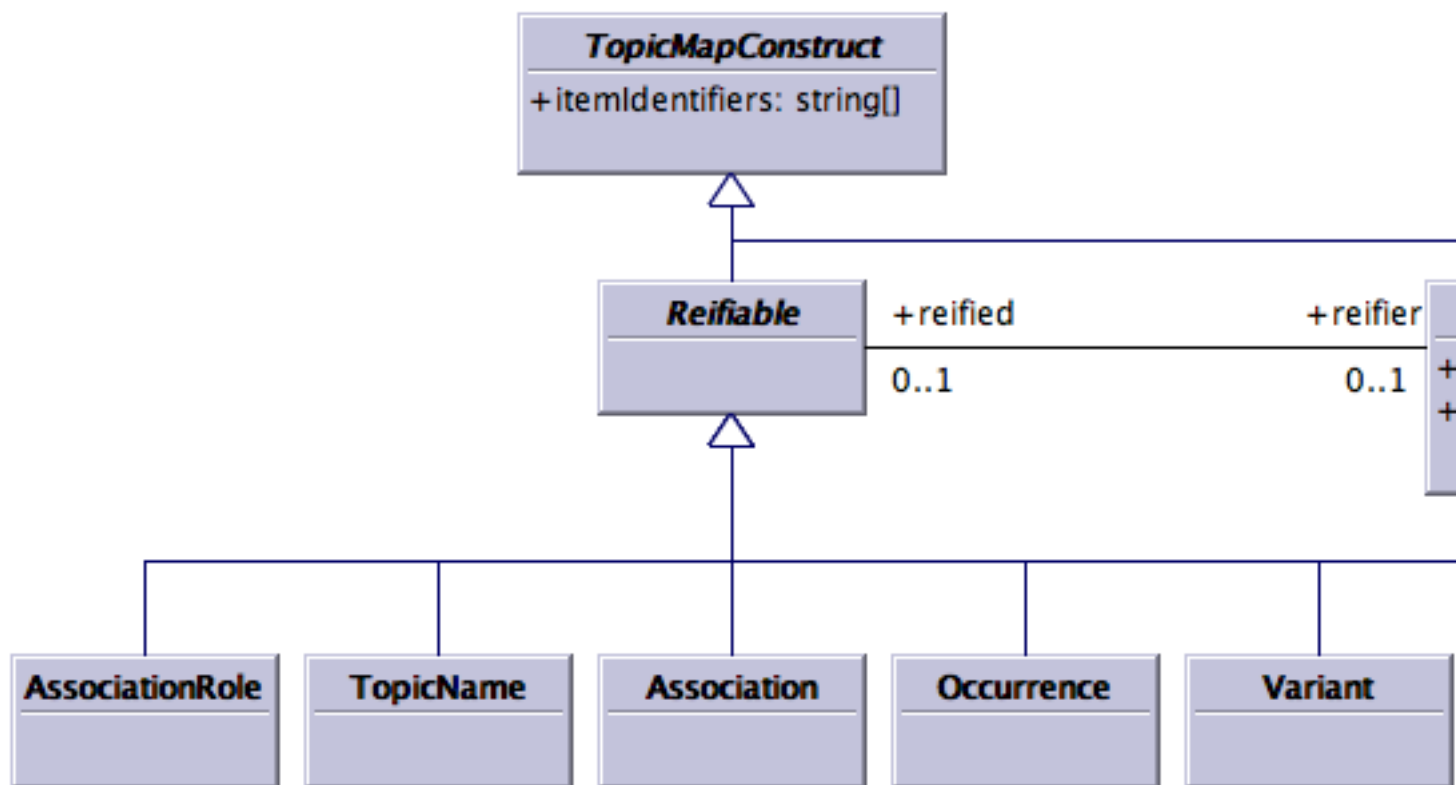 TopicMapConstruct
+itemIdentifiers: string[]
Reifiable
+reified
+reifier
0..1
0..1
+
+
AssociationRole
TopicName
Association
Occurrence
Variant